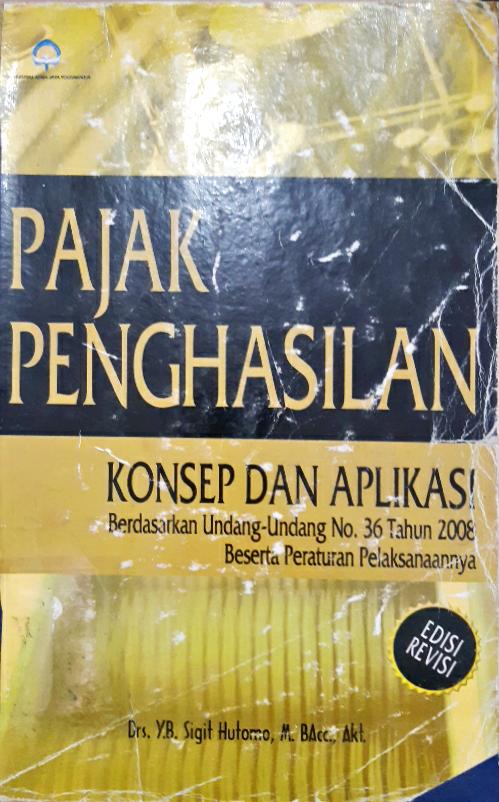 PAJAK
PENGHASILAN
KONSEP DAN APLIKASI
Berdasarkan Undang-Undang No. 36 Tahun 2008
Beserta Peraturan Pelaksanaannya
EDISI
REVISI
Drs. Y.B. Sigit Hutomo, M. BAcc., Akt.